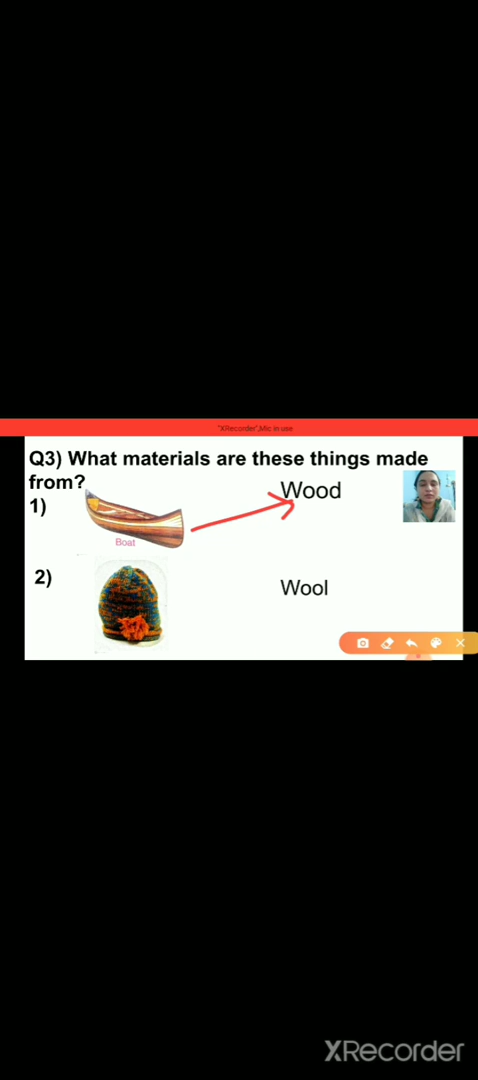 "XRecorder",Mic in use
Q3) What materials are these things made
from?
1)
Wood
Boat
2)
Wool
XRecorder